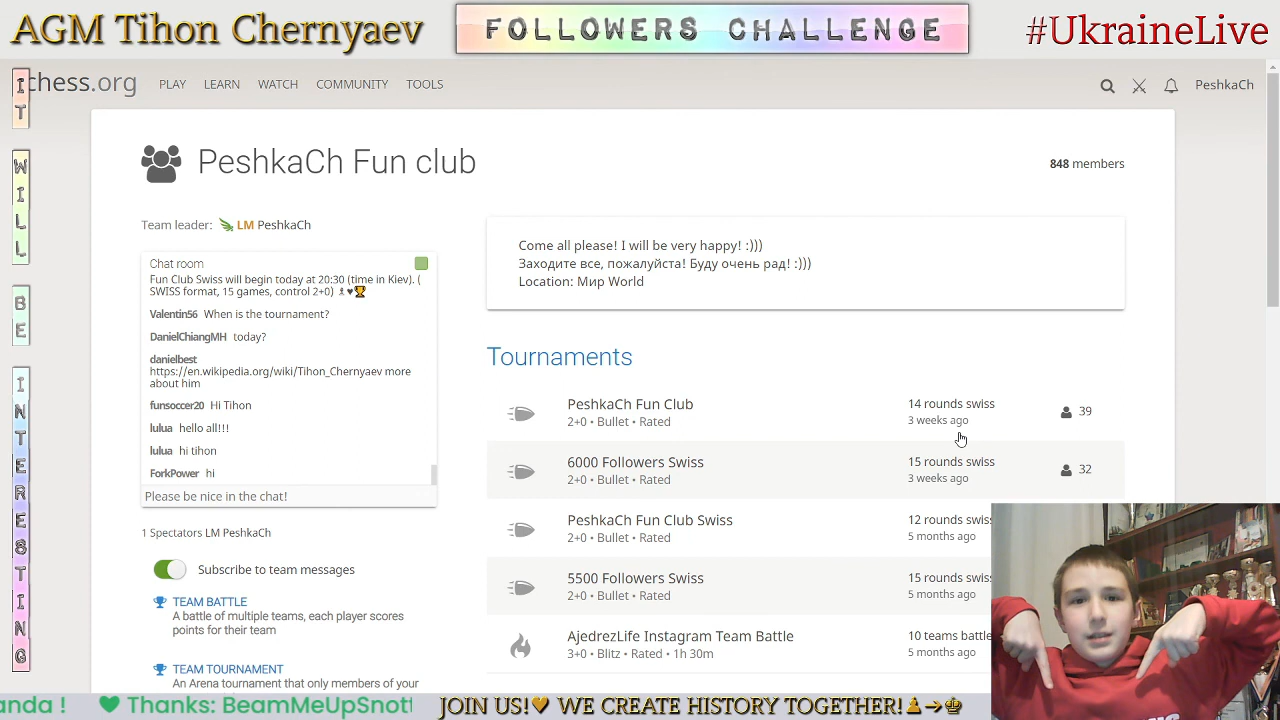 AGM Tihon Chernyaev
FOLLOWERS CHALLENGE
#UkraineLive
chess.org
PLAY
LEARN
WATCH
COMMUNITY
TOOLS
PeshkaCh
IT
WILL
BE
INTERESTING
PeshkaCh Fun club
848 members
Team leader: LM PeshkaCh
Chat room
Fun Club Swiss will begin today at 20:30 (time in Kiev). (
SWISS format, 15 games, control 2+0) ♗♥🏆
Valentin56 When is the tournament?
DanielChiangMH today?
danielbest
https://en.wikipedia.org/wiki/Tihon_Chernyaev more
about him
funsoccer20 Hi Tihon
lulua hello all!!!
lulua hi tihon
ForkPower hi
Please be nice in the chat!
1 Spectators LM PeshkaCh
Subscribe to team messages
TEAM BATTLE
A battle of multiple teams, each player scores
points for their team
TEAM TOURNAMENT
An Arena tournament that only members of your
Come all please! I will be very happy! :)))
Заходите все, пожалуйста! Буду очень рад! :)))
Location: Мир World
Tournaments
PeshkaCh Fun Club
2+0 • Bullet • Rated
14 rounds swiss
3 weeks ago
39
6000 Followers Swiss
2+0 • Bullet • Rated
15 rounds swiss
3 weeks ago
32
PeshkaCh Fun Club Swiss
2+0 • Bullet • Rated
12 rounds swiss
5 months ago
5500 Followers Swiss
2+0 • Bullet • Rated
15 rounds swiss
5 months ago
AjedrezLife Instagram Team Battle
3+0 • Blitz • Rated • 1h 30m
10 teams battle
5 months ago
anda ! 💚 Thanks: BeamMeUpSnott
JOIN US!♥ WE CREATE HISTORY TOGETHER!♟→♚